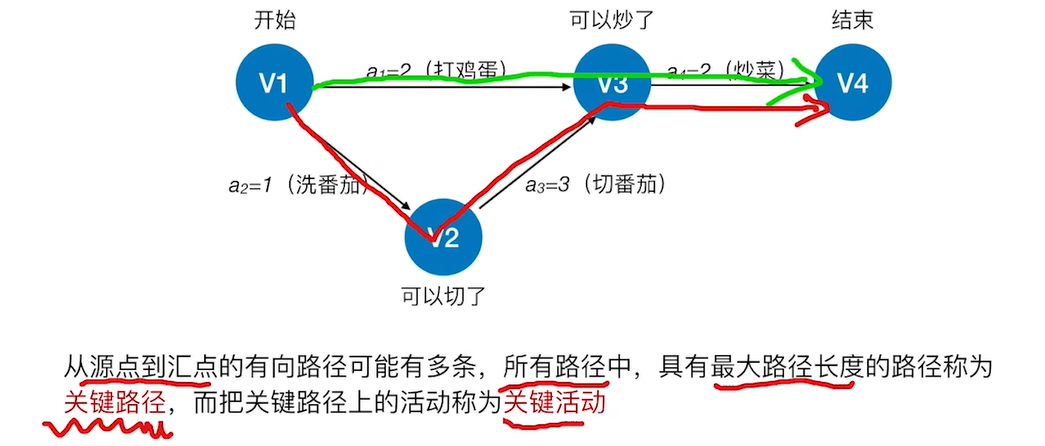 开始 可以炒了 结束
V1 a₁=2（打鸡蛋） V3 a₄=2（炒菜） V4
a₂=1（洗番茄） a₃=3（切番茄）
V2
可以切了
从源点到汇点的有向路径可能有多条，所有路径中，具有最大路径长度的路径称为
关键路径，而把关键路径上的活动称为关键活动